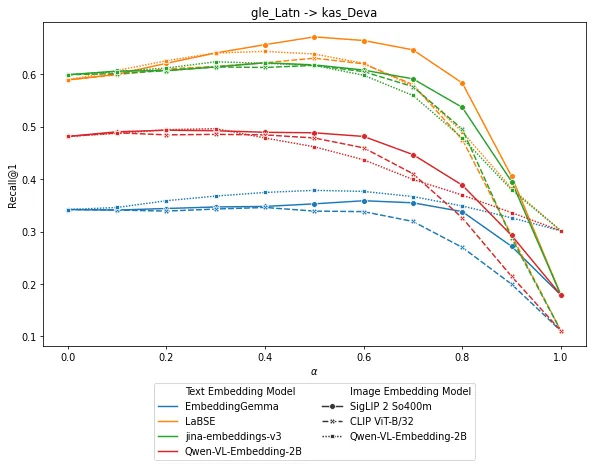 gle_Latn -> kas_Deva
Recall@1
0.6
0.5
0.4
0.3
0.2
0.1
0.0 0.2 0.4 0.6 0.8 1.0
α
Text Embedding Model Image Embedding Model
EmbeddingGemma SigLIP 2 So400m
LaBSE CLIP ViT-B/32
jina-embeddings-v3 Qwen-VL-Embedding-2B
Qwen-VL-Embedding-2B